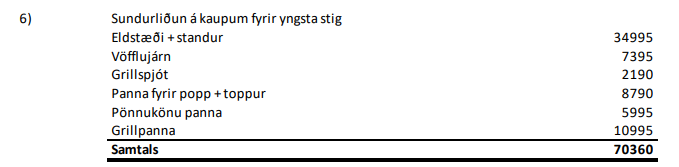 6) Sundurliðun á kaupum fyrir yngsta stig
Eldstæði + standur 34995
Vöfflujárn 7395
Grillspjót 2190
Panna fyrir popp + toppur 8790
Pönnukönu panna 5995
Grillpanna 10995
Samtals 70360